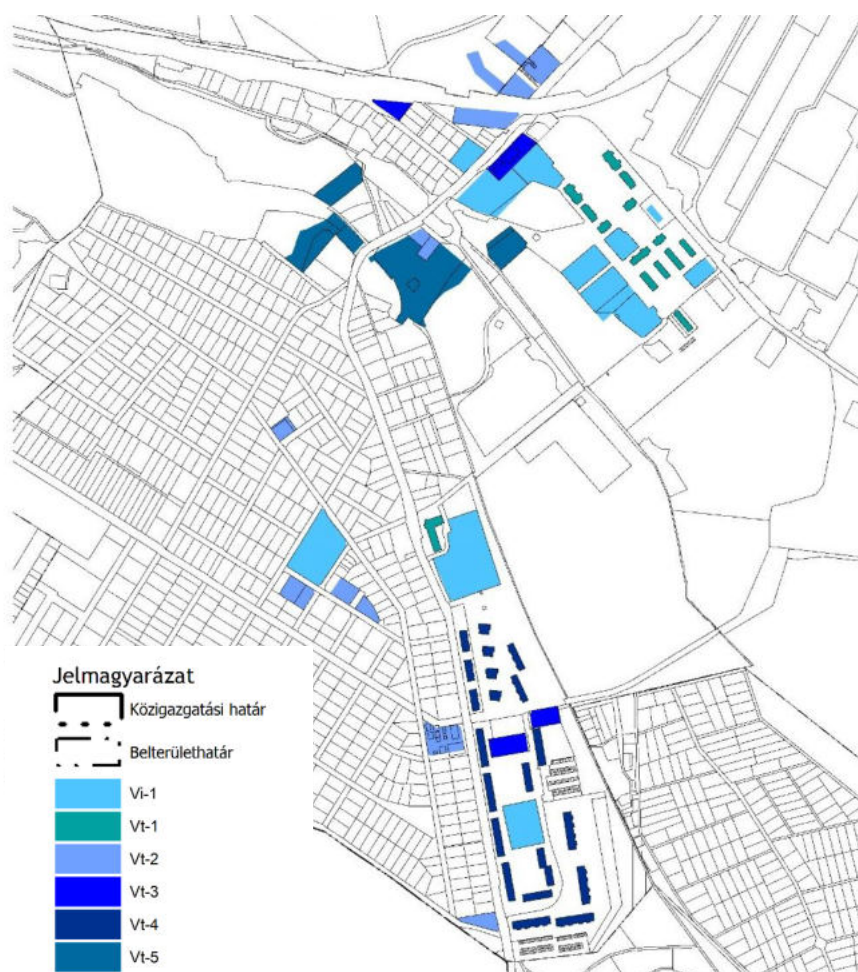 Jelmagyarázat
Közigazgatási határ
Belterülethatár
Vi-1
Vt-1
Vt-2
Vt-3
Vt-4
Vt-5